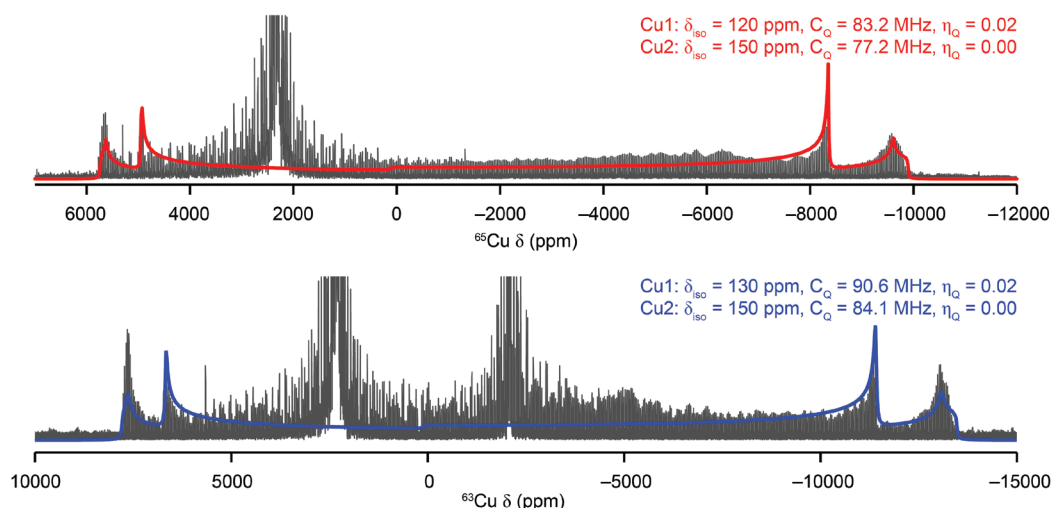 Cu1: δiso = 120 ppm, CQ = 83.2 MHz, ηQ = 0.02
Cu2: δiso = 150 ppm, CQ = 77.2 MHz, ηQ = 0.00
6000 4000 2000 0 −2000 −4000 −6000 −8000 −10000 −12000
65Cu δ (ppm)
Cu1: δiso = 130 ppm, CQ = 90.6 MHz, ηQ = 0.02
Cu2: δiso = 150 ppm, CQ = 84.1 MHz, ηQ = 0.00
10000 5000 0 −5000 −10000 −15000
63Cu δ (ppm)